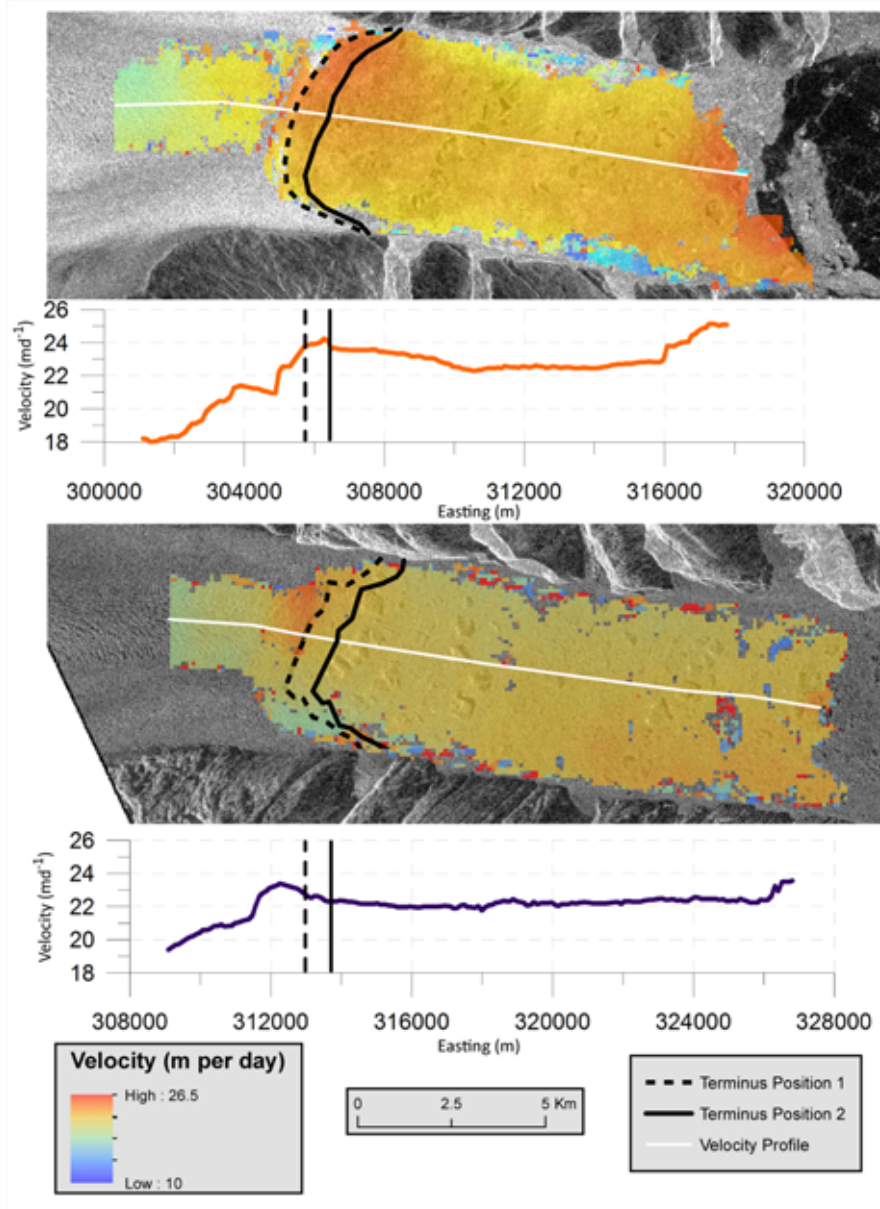 26
24
22
20
18
Velocity (md⁻¹)
300000 304000 308000 312000 316000 320000
Easting (m)
26
24
22
20
18
Velocity (md⁻¹)
308000 312000 316000 320000 324000 328000
Easting (m)
Velocity (m per day)
High : 26.5
Low : 10
0 2.5 5 Km
Terminus Position 1
Terminus Position 2
Velocity Profile